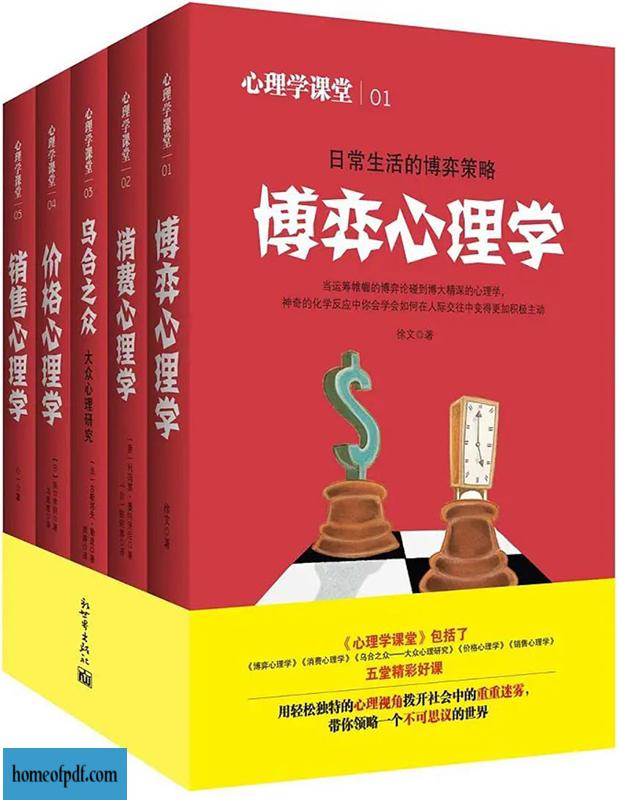 心理学课堂 | 01
日常生活的博弈策略
博弈心理学
当运筹帷幄的博弈论碰到博大精深的心理学,
神奇的化学反应中你会学会如何在人际交往中变得更加积极主动
徐文◎著
《心理学课堂》包括了
《博弈心理学》《消费心理学》《乌合之众——大众心理研究》《价格心理学》《销售心理学》
五堂精彩好课
用轻松独特的心理视角拨开社会中的重重迷雾,
带你领略一个不可思议的世界
心理学课堂 | 05
销售心理学
心理学课堂 | 04
价格心理学
心理学课堂 | 03
乌合之众
大众心理研究
心理学课堂 | 02
消费心理学
心理学课堂 | 01
博弈心理学
徐文◎著
新世界出版社
homeofpdf.com